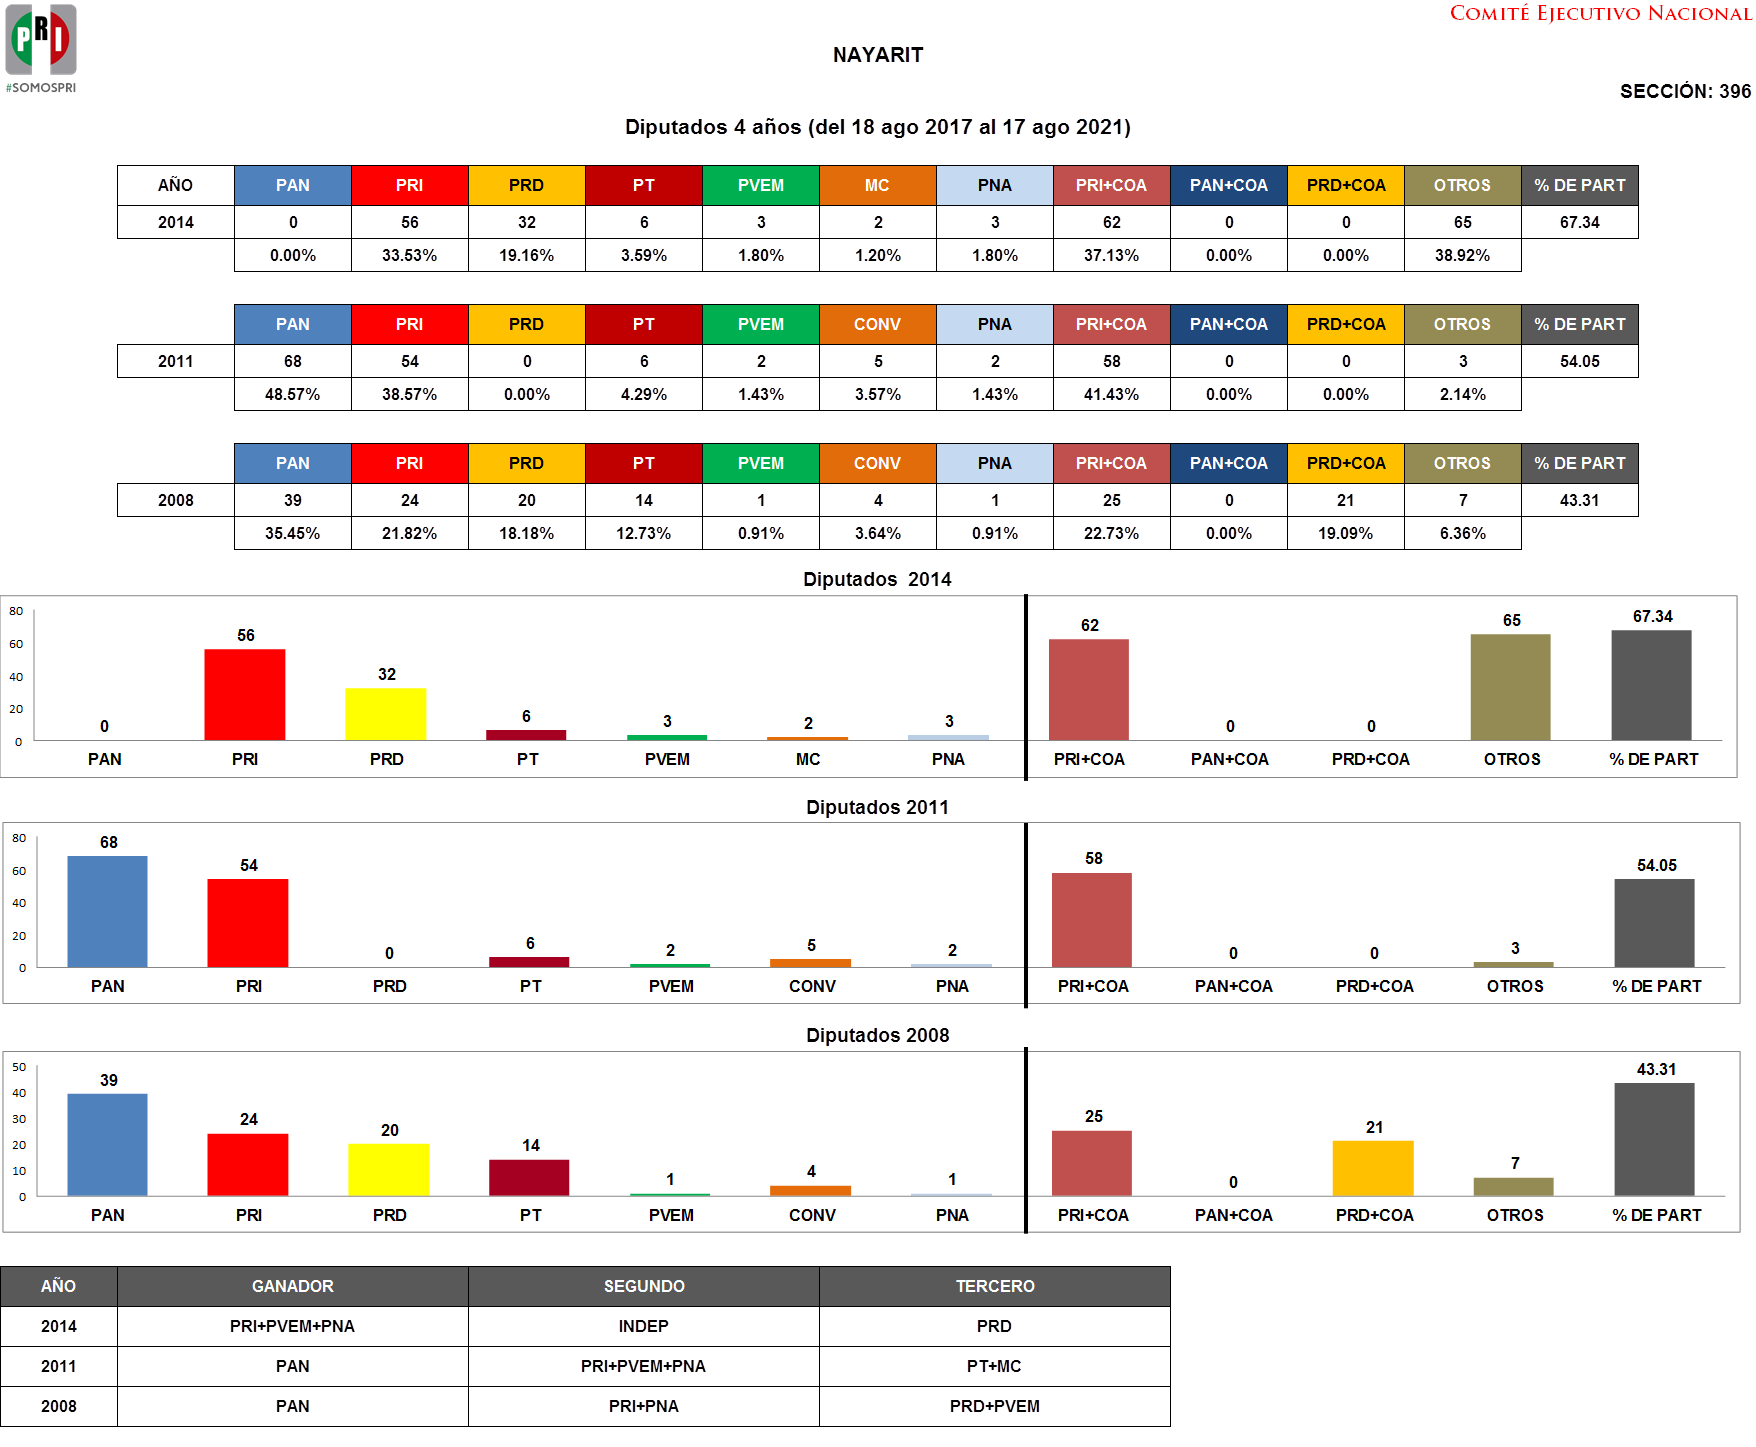 PRI
#SOMOSPRI
COMITÉ EJECUTIVO NACIONAL
NAYARIT
SECCIÓN: 396
Diputados 4 años (del 18 ago 2017 al 17 ago 2021)
AÑO PAN PRI PRD PT PVEM MC PNA PRI+COA PAN+COA PRD+COA OTROS % DE PART
2014 0 56 32 6 3 2 3 62 0 0 65 67.34
0.00% 33.53% 19.16% 3.59% 1.80% 1.20% 1.80% 37.13% 0.00% 0.00% 38.92%
PAN PRI PRD PT PVEM CONV PNA PRI+COA PAN+COA PRD+COA OTROS % DE PART
2011 68 54 0 6 2 5 2 58 0 0 3 54.05
48.57% 38.57% 0.00% 4.29% 1.43% 3.57% 1.43% 41.43% 0.00% 0.00% 2.14%
PAN PRI PRD PT PVEM CONV PNA PRI+COA PAN+COA PRD+COA OTROS % DE PART
2008 39 24 20 14 1 4 1 25 0 21 7 43.31
35.45% 21.82% 18.18% 12.73% 0.91% 3.64% 0.91% 22.73% 0.00% 19.09% 6.36%
Diputados 2014
80
60
40
20
0
0 56 32 6 3 2 3 62 0 0 65 67.34
PAN PRI PRD PT PVEM MC PNA PRI+COA PAN+COA PRD+COA OTROS % DE PART
Diputados 2011
80
60
40
20
0
68 54 0 6 2 5 2 58 0 0 3 54.05
PAN PRI PRD PT PVEM CONV PNA PRI+COA PAN+COA PRD+COA OTROS % DE PART
Diputados 2008
50
40
30
20
10
0
39 24 20 14 1 4 1 25 0 21 7 43.31
PAN PRI PRD PT PVEM CONV PNA PRI+COA PAN+COA PRD+COA OTROS % DE PART
AÑO GANADOR SEGUNDO TERCERO
2014 PRI+PVEM+PNA INDEP PRD
2011 PAN PRI+PVEM+PNA PT+MC
2008 PAN PRI+PNA PRD+PVEM